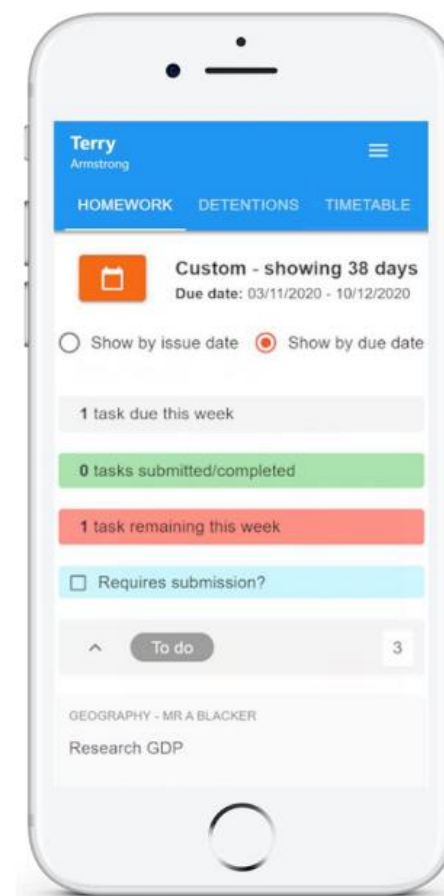 Terry
Armstrong
HOMEWORK DETENTIONS TIMETABLE
Custom - showing 38 days
Due date: 03/11/2020 - 10/12/2020
Show by issue date Show by due date
1 task due this week
0 tasks submitted/completed
1 task remaining this week
Requires submission?
To do 3
GEOGRAPHY - MR A BLACKER
Research GDP